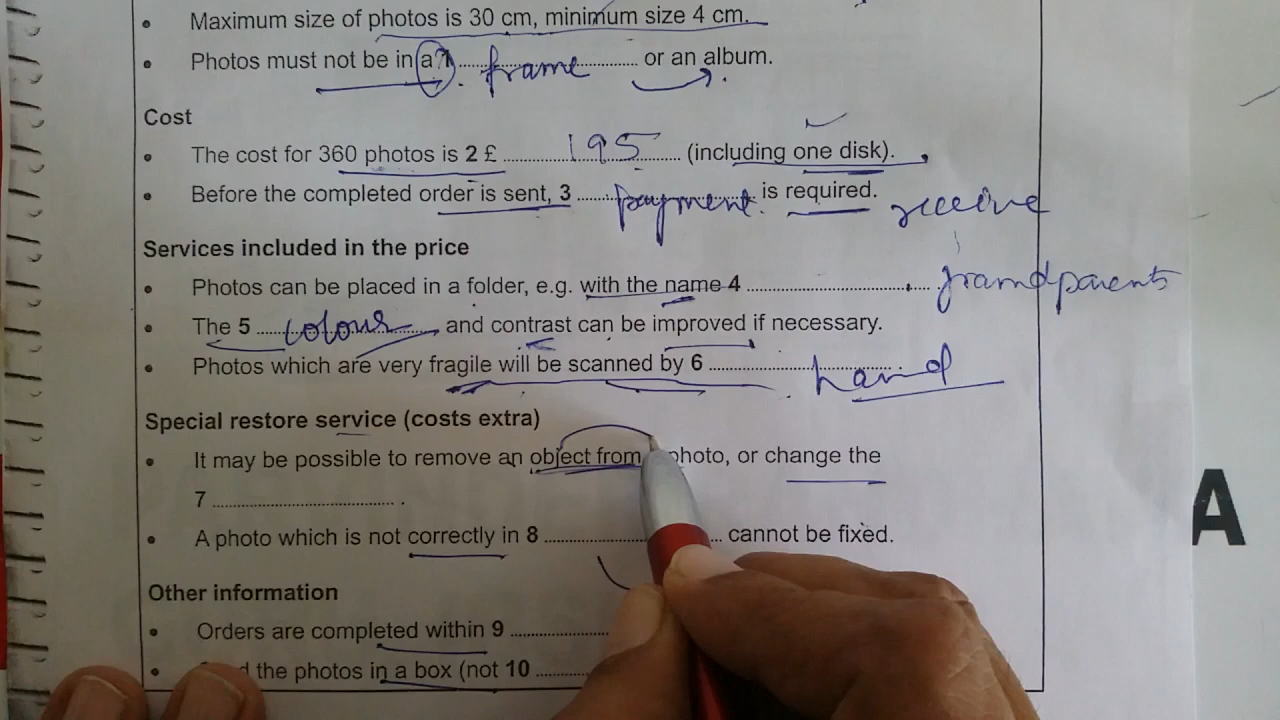 • Maximum size of photos is 30 cm, minimum size 4 cm.
• Photos must not be in a 1 frame or an album.
Cost
• The cost for 360 photos is 2 £ 195 (including one disk).
• Before the completed order is sent, 3 payment is required. receive
Services included in the price
• Photos can be placed in a folder, e.g. with the name 4 .......... grandparents
• The 5 colour and contrast can be improved if necessary.
• Photos which are very fragile will be scanned by 6 .......... hand
Special restore service (costs extra)
• It may be possible to remove an object from photo, or change the
7 .......... .
• A photo which is not correctly in 8 .......... cannot be fixed.
Other information
• Orders are completed within 9 ..........
• the photos in a box (not 10 ..........
A